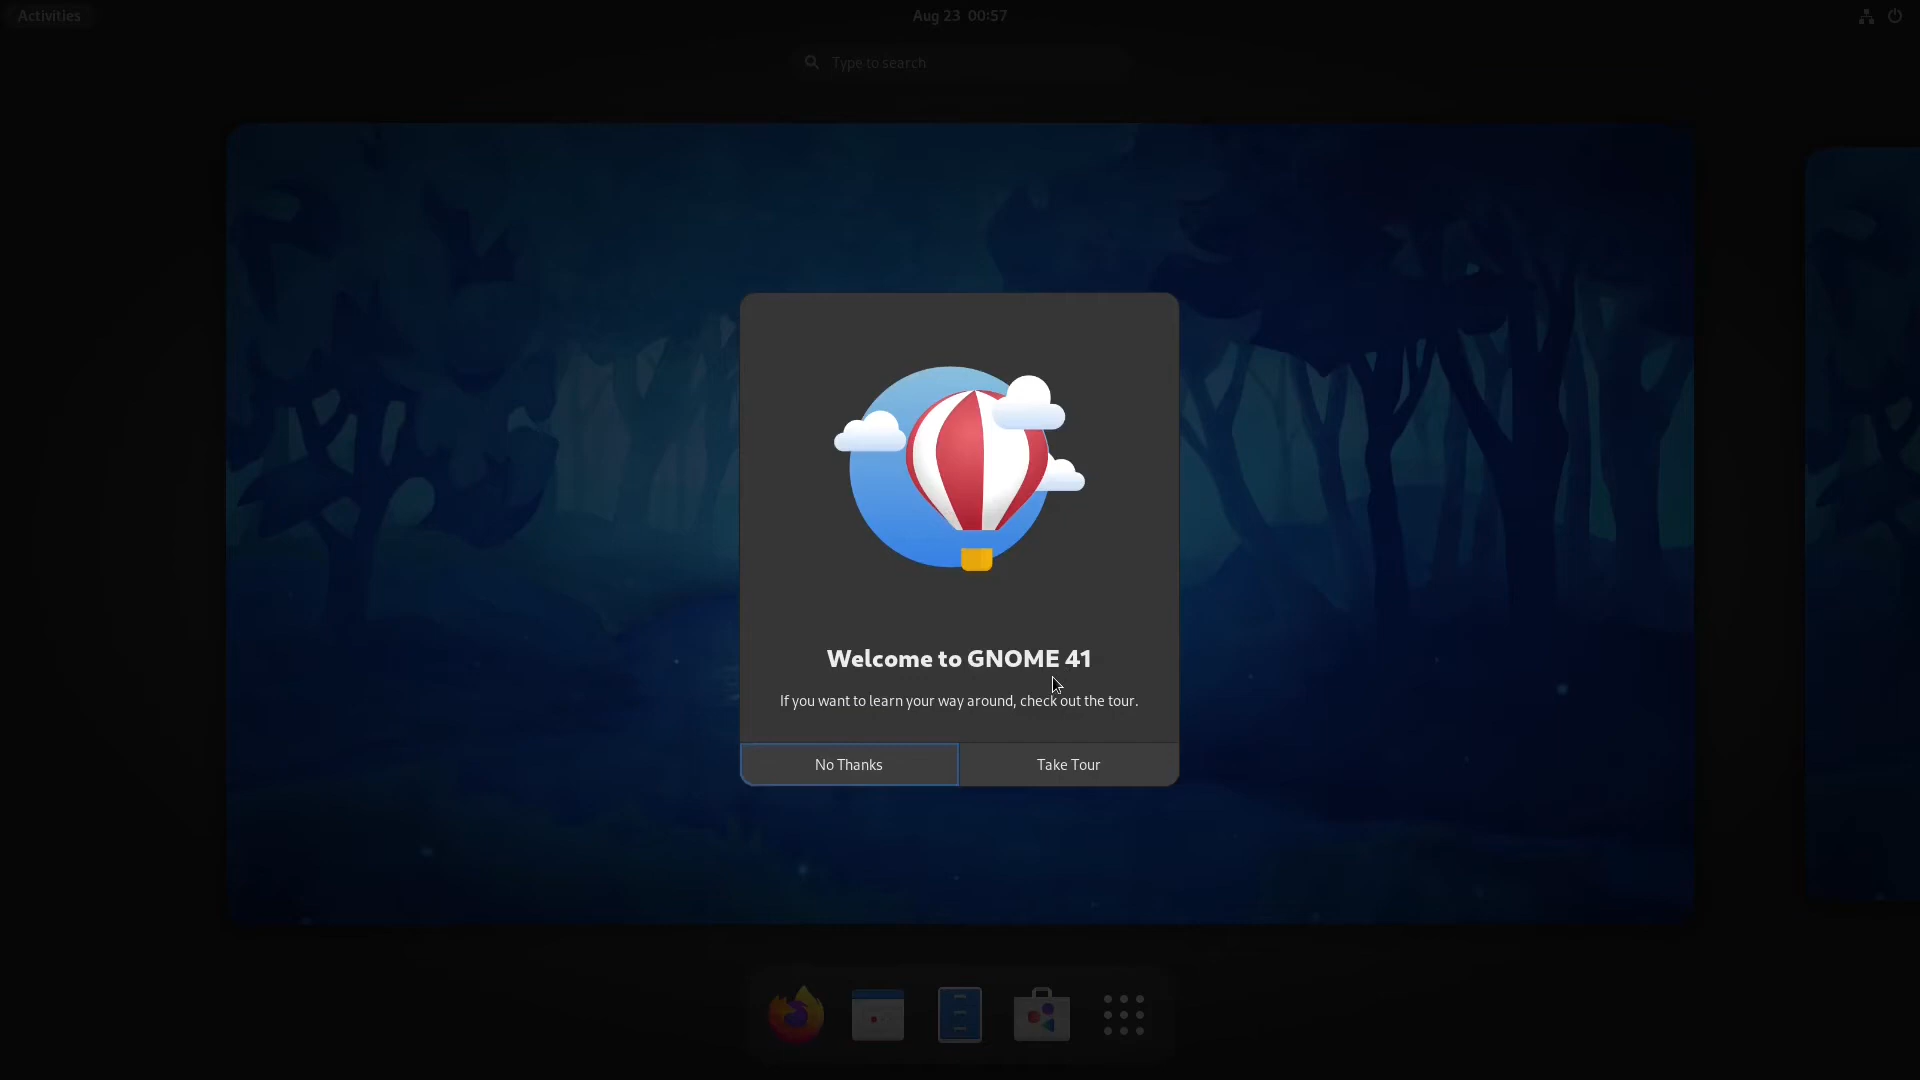 Activities
Aug 23 00:57
Type to search
Welcome to GNOME 41
If you want to learn your way around, check out the tour.
No Thanks
Take Tour